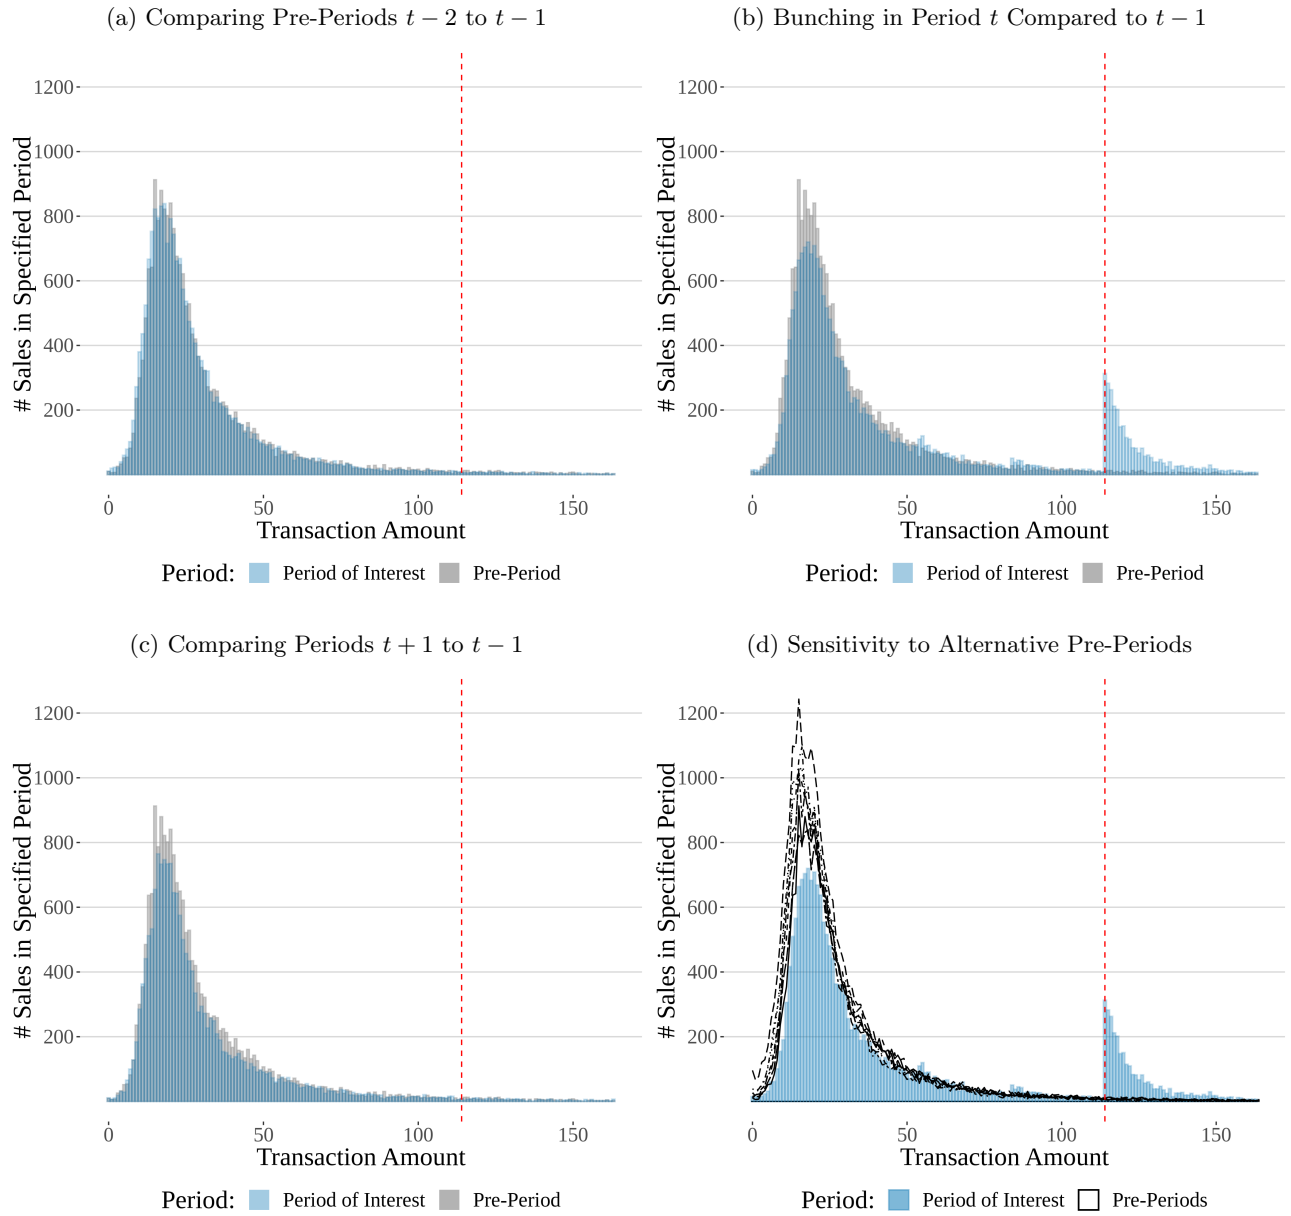 (a) Comparing Pre-Periods t − 2 to t − 1
1200
1000
800
600
400
200
# Sales in Specified Period
0 50 100 150
Transaction Amount
Period: Period of Interest Pre-Period
(b) Bunching in Period t Compared to t − 1
1200
1000
800
600
400
200
# Sales in Specified Period
0 50 100 150
Transaction Amount
Period: Period of Interest Pre-Period
(c) Comparing Periods t + 1 to t − 1
1200
1000
800
600
400
200
# Sales in Specified Period
0 50 100 150
Transaction Amount
Period: Period of Interest Pre-Period
(d) Sensitivity to Alternative Pre-Periods
1200
1000
800
600
400
200
# Sales in Specified Period
0 50 100 150
Transaction Amount
Period: Period of Interest Pre-Periods